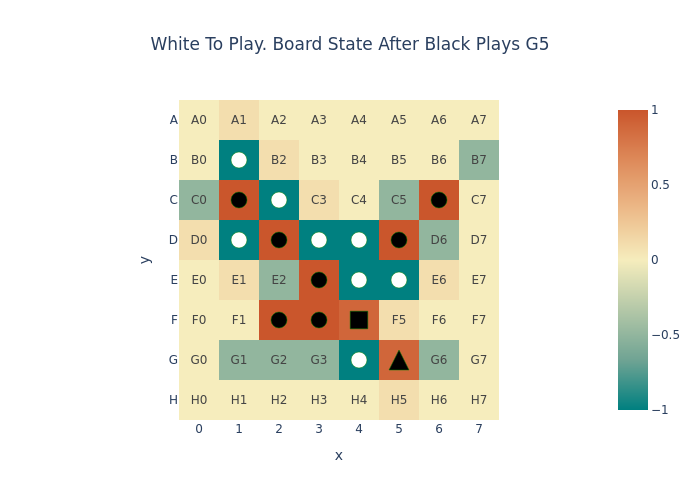 White To Play. Board State After Black Plays G5
A A0 A1 A2 A3 A4 A5 A6 A7
B B0 B2 B3 B4 B5 B6 B7
C C0 C3 C4 C5 C7
D D0 D6 D7
E E0 E1 E2 E6 E7
F F0 F1 F5 F6 F7
G G0 G1 G2 G3 G6 G7
H H0 H1 H2 H3 H4 H5 H6 H7
0 1 2 3 4 5 6 7
x
y
1
0.5
0
−0.5
−1